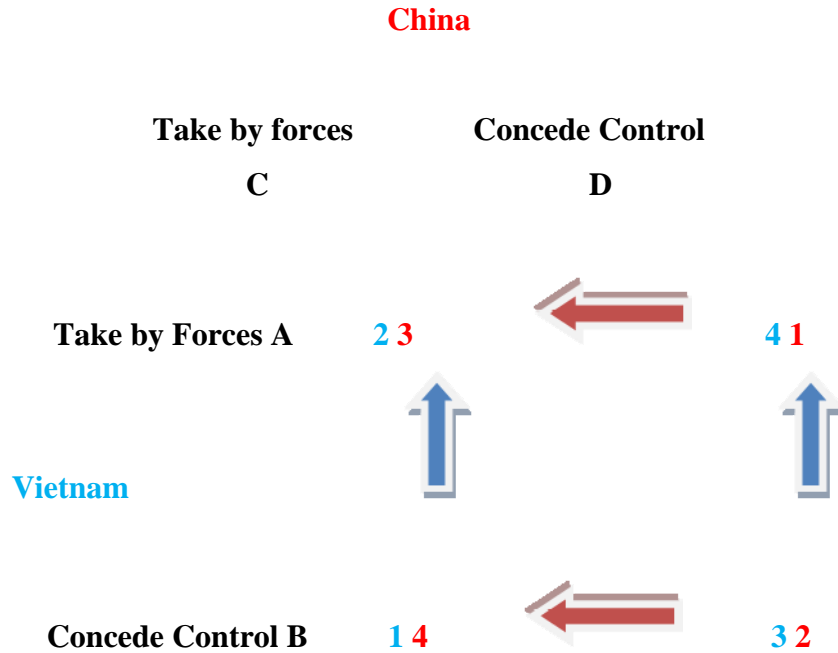 China
Take by forces Concede Control
C D
Take by Forces A 2 3 4 1
Vietnam
Concede Control B 1 4 3 2